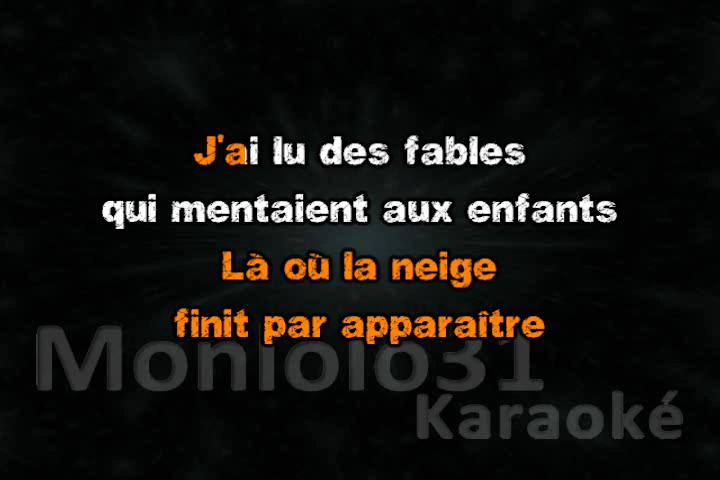 J'ai lu des fables
qui mentaient aux enfants
Là où la neige
finit par apparaître
Monlolo31
Karaoké